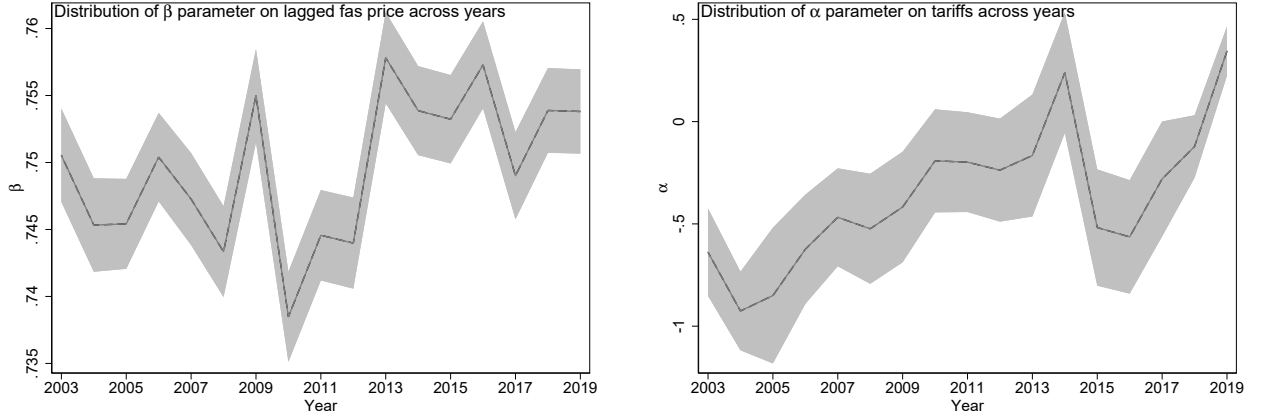 Distribution of β parameter on lagged fas price across years
β
.76
.755
.75
.745
.74
.735
2003 2005 2007 2009 2011 2013 2015 2017 2019
Year
Distribution of α parameter on tariffs across years
α
.5
0
-.5
-1
2003 2005 2007 2009 2011 2013 2015 2017 2019
Year